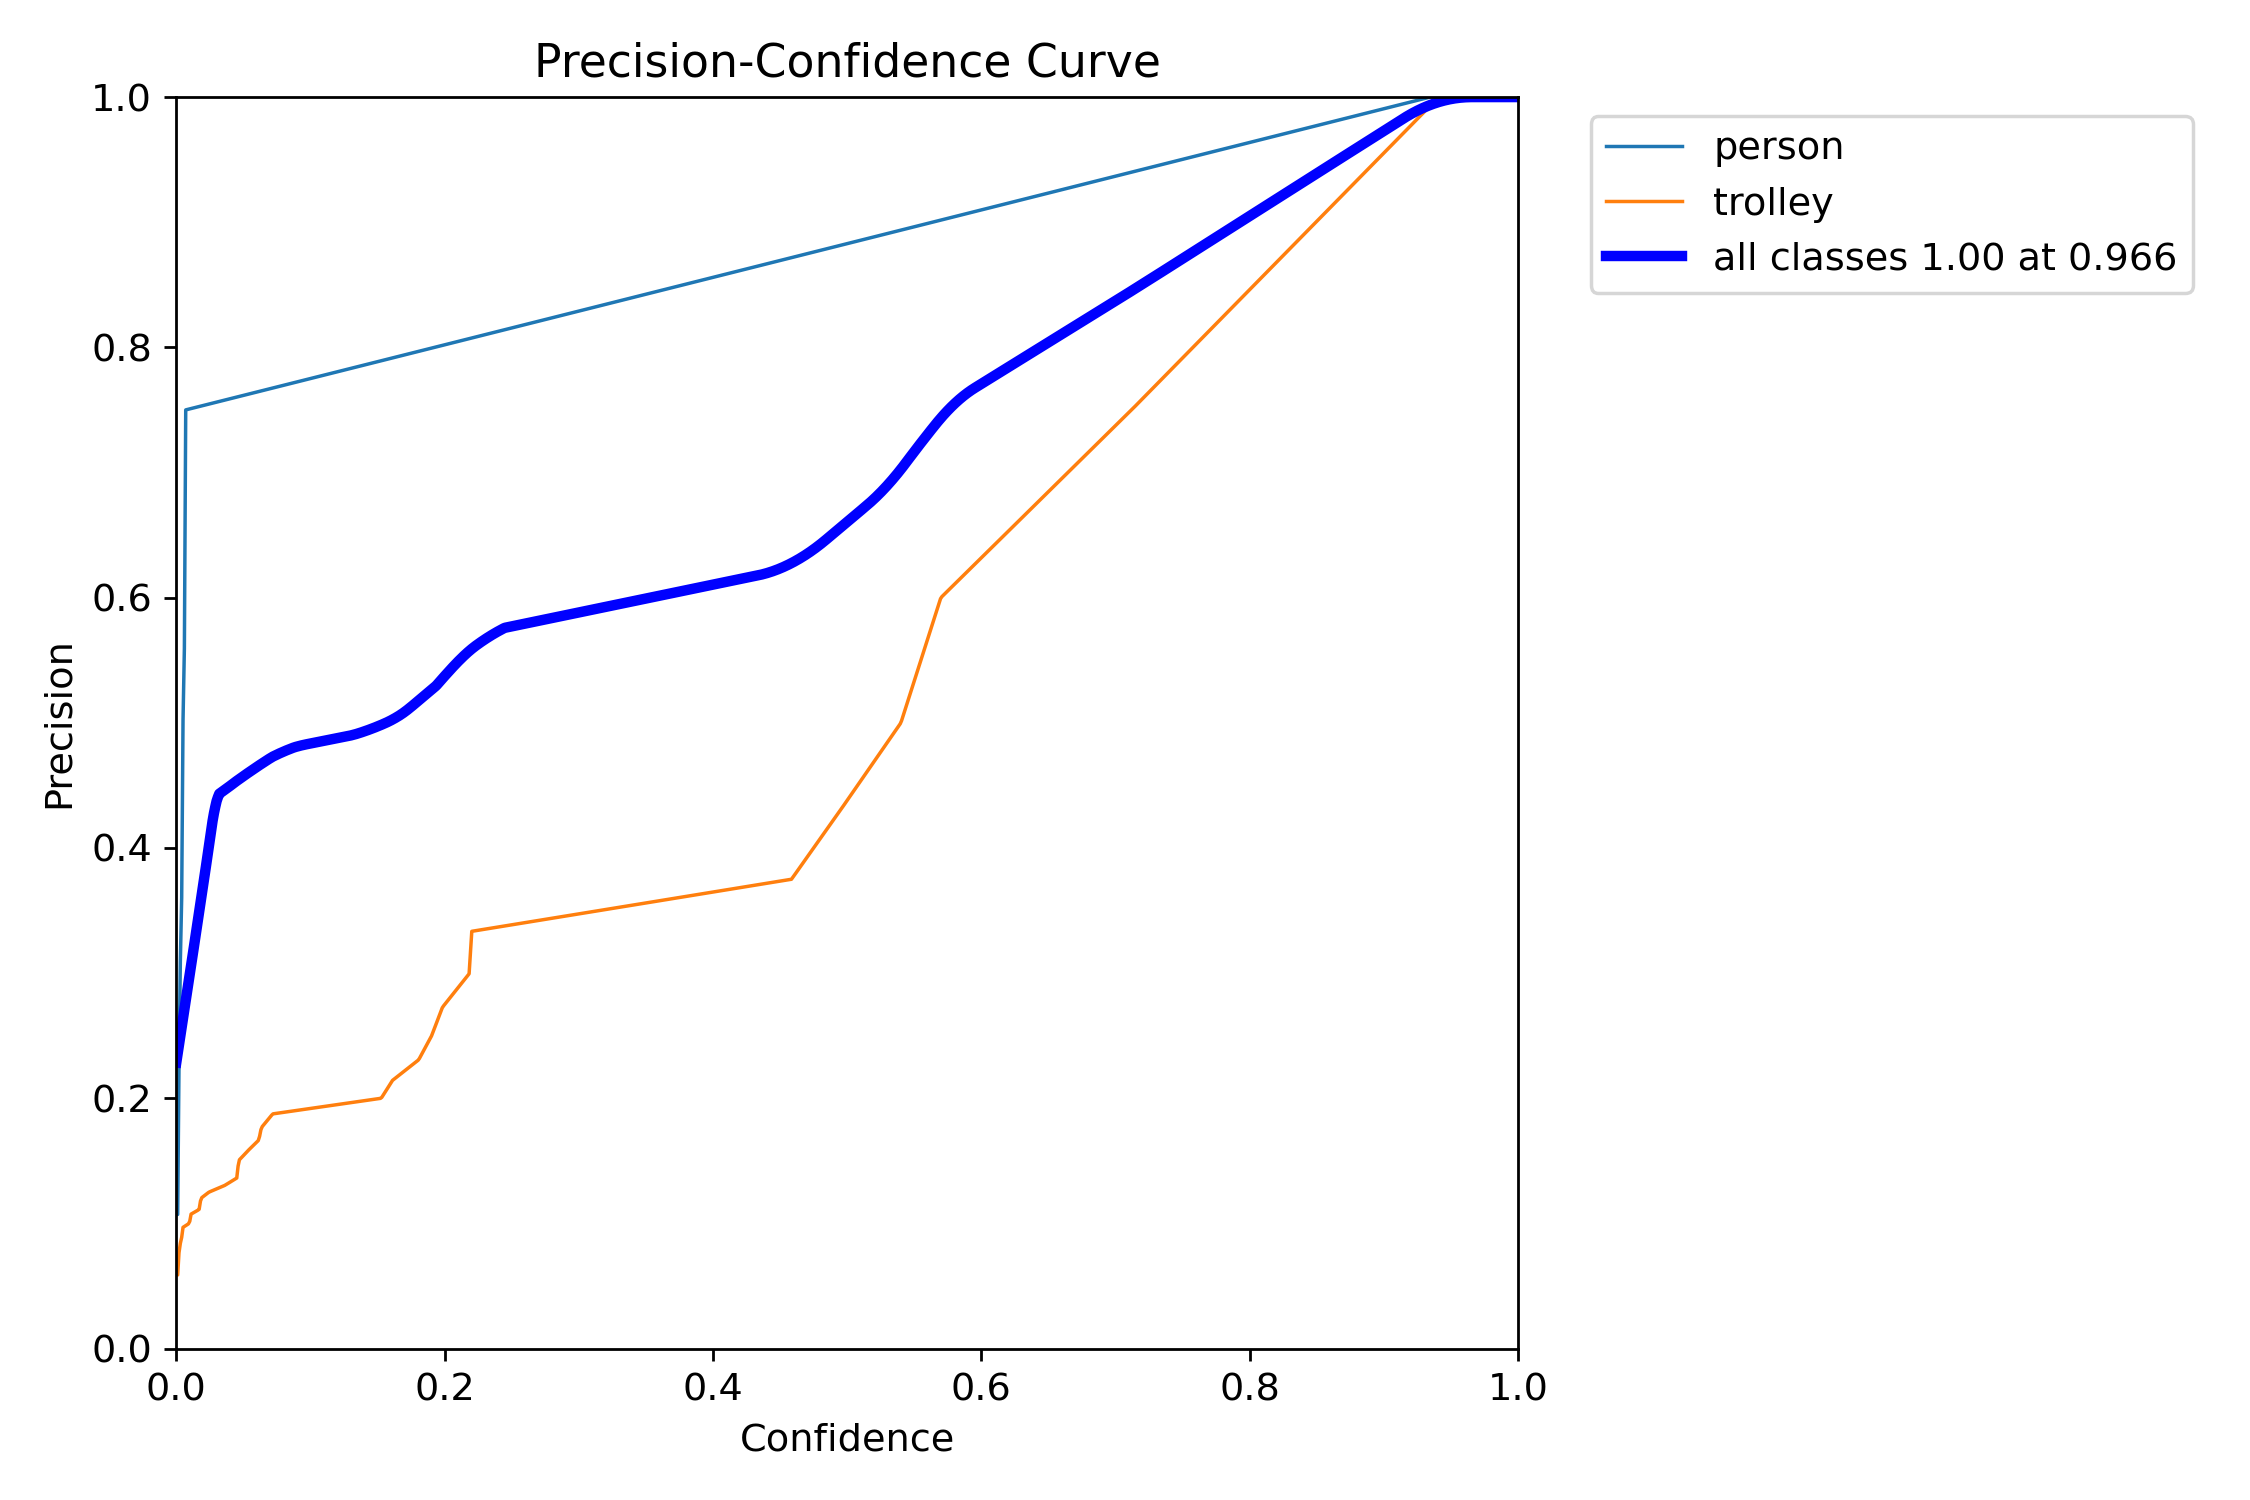 Precision-Confidence Curve
1.0
0.8
0.6
0.4
0.2
0.0
Precision
0.0 0.2 0.4 0.6 0.8 1.0
Confidence
person
trolley
all classes 1.00 at 0.966